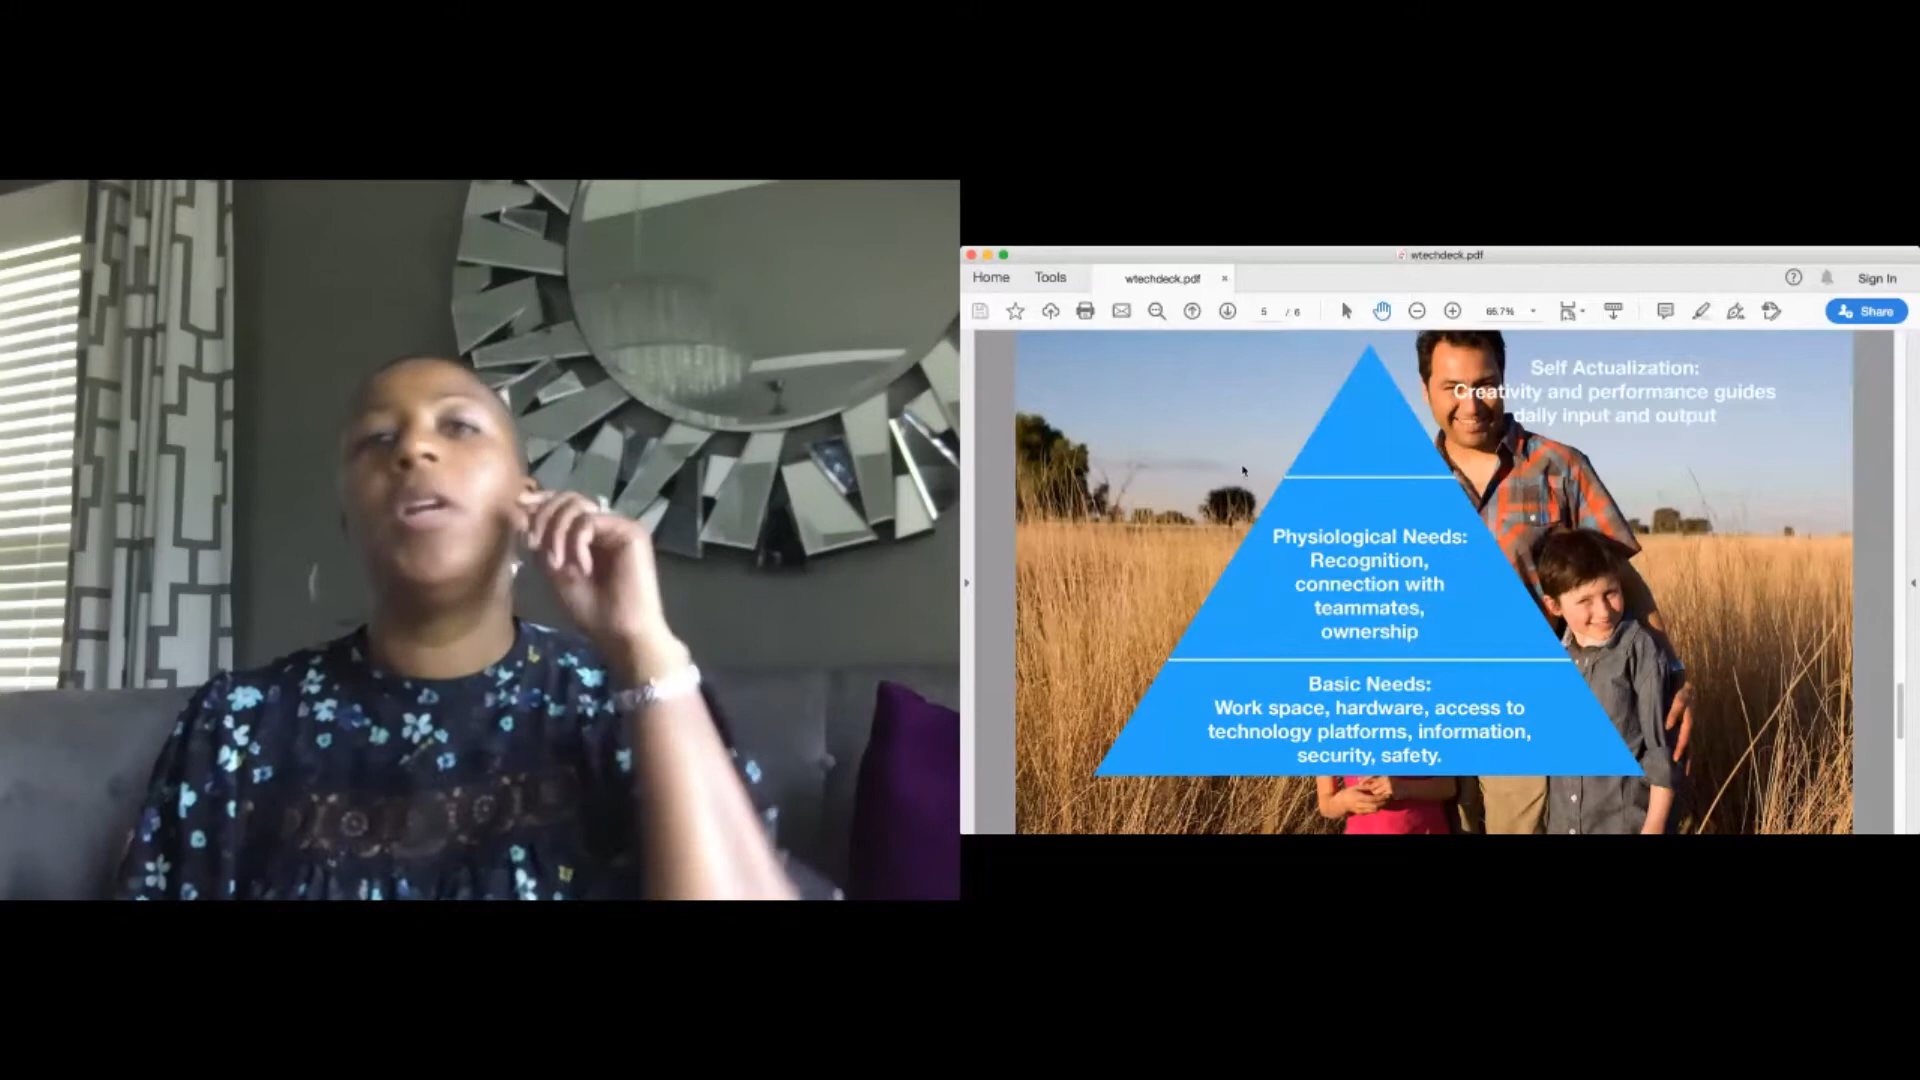 wtechdeck.pdf
Home Tools wtechdeck.pdf × Sign In
5 / 6 66.7% Share
Self Actualization:
Creativity and performance guides
daily input and output
Physiological Needs:
Recognition,
connection with
teammates,
ownership
Basic Needs:
Work space, hardware, access to
technology platforms, information,
security, safety.